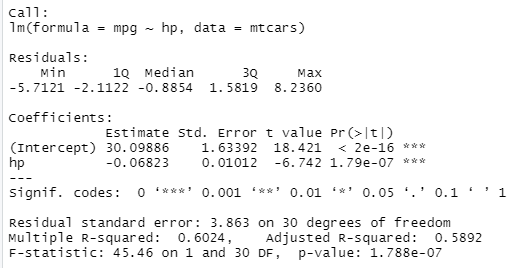 Call:
lm(formula = mpg ~ hp, data = mtcars)
Residuals:
Min 1Q Median 3Q Max
-5.7121 -2.1122 -0.8854 1.5819 8.2360
Coefficients:
Estimate Std. Error t value Pr(>|t|)
(Intercept) 30.09886 1.63392 18.421 < 2e-16 ***
hp -0.06823 0.01012 -6.742 1.79e-07 ***
---
Signif. codes: 0 ‘***’ 0.001 ‘**’ 0.01 ‘*’ 0.05 ‘.’ 0.1 ‘ ’ 1
Residual standard error: 3.863 on 30 degrees of freedom
Multiple R-squared: 0.6024, Adjusted R-squared: 0.5892
F-statistic: 45.46 on 1 and 30 DF, p-value: 1.788e-07